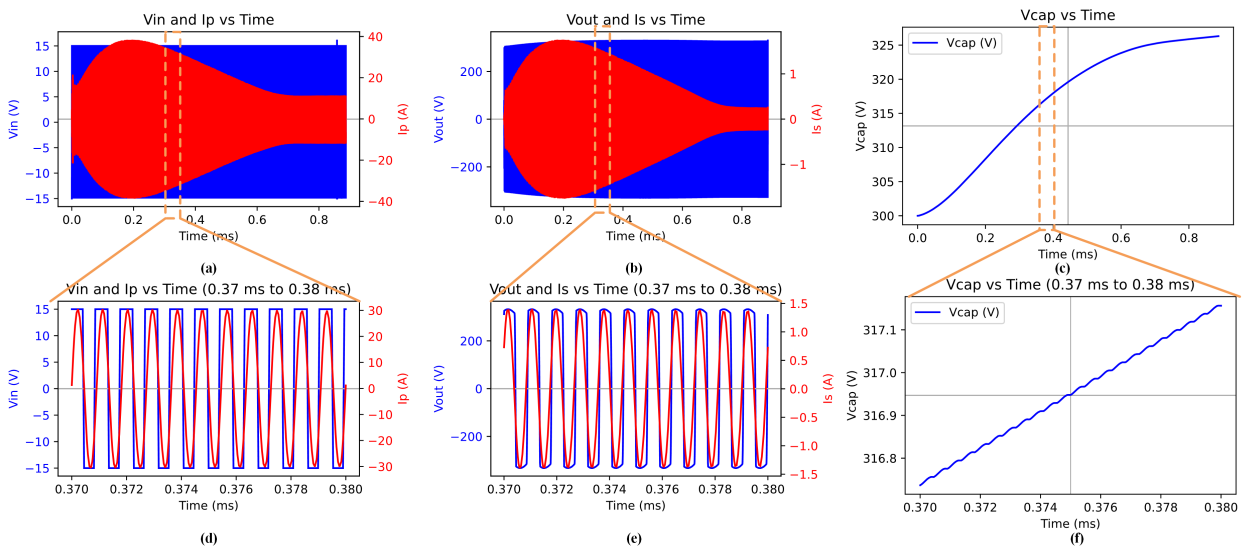 Vin and Ip vs Time
Vin (V)
15
10
5
0
−5
−10
−15
40
20
0
−20
−40
Ip (A)
0.0 0.2 0.4 0.6 0.8
Time (ms)
(a)
Vout and Is vs Time
Vout (V)
200
0
−200
1
0
−1
Is (A)
0.0 0.2 0.4 0.6 0.8
Time (ms)
(b)
Vcap vs Time
Vcap (V)
Vcap (V)
325
320
315
310
305
300
0.0 0.2 0.4 0.6 0.8
Time (ms)
(c)
Vin and Ip vs Time (0.37 ms to 0.38 ms)
Vin (V)
15
10
5
0
−5
−10
−15
30
20
10
0
−10
−20
−30
Ip (A)
0.370 0.372 0.374 0.376 0.378 0.380
Time (ms)
(d)
Vout and Is vs Time (0.37 ms to 0.38 ms)
Vout (V)
200
0
−200
1.5
1.0
0.5
0.0
−0.5
−1.0
−1.5
Is (A)
0.370 0.372 0.374 0.376 0.378 0.380
Time (ms)
(e)
Vcap vs Time (0.37 ms to 0.38 ms)
Vcap (V)
Vcap (V)
317.1
317.0
316.9
316.8
0.370 0.372 0.374 0.376 0.378 0.380
Time (ms)
(f)